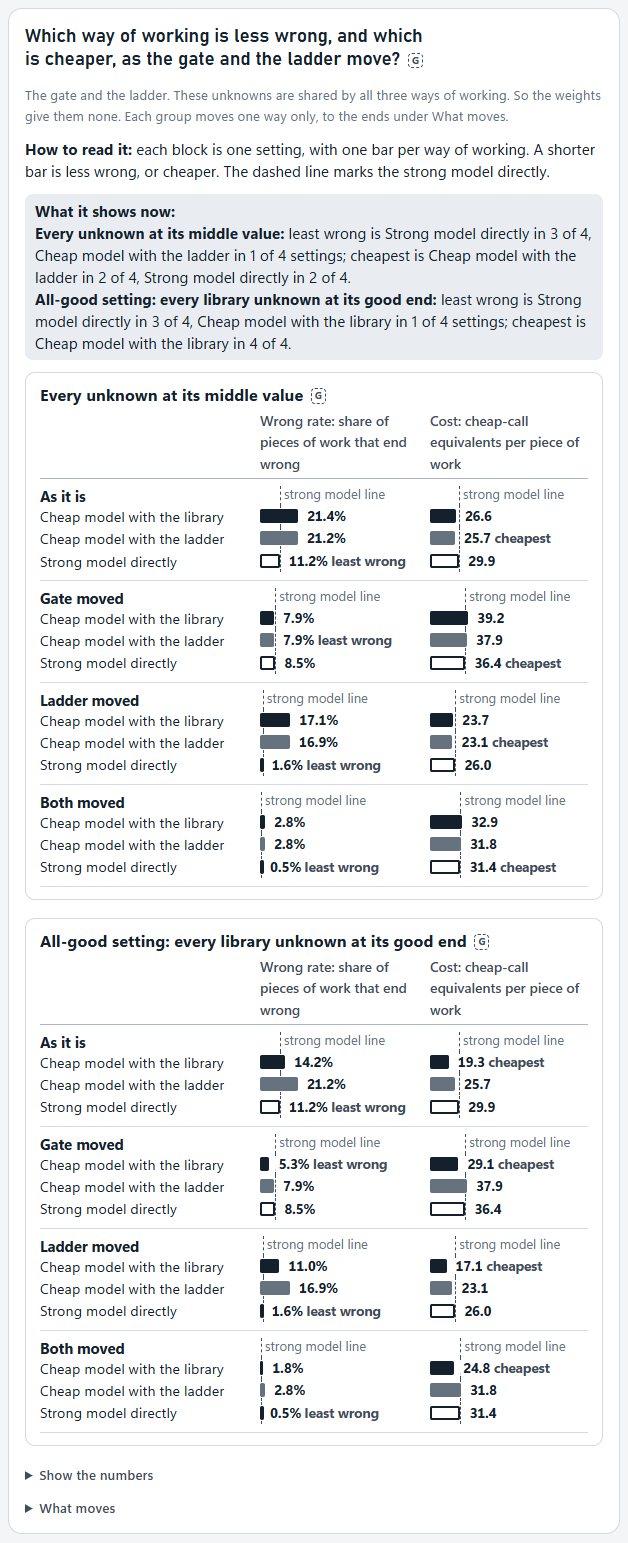 Which way of working is less wrong, and which
is cheaper, as the gate and the ladder move? G
The gate and the ladder. These unknowns are shared by all three ways of working. So the weights
give them none. Each group moves one way only, to the ends under What moves.
How to read it: each block is one setting, with one bar per way of working. A shorter
bar is less wrong, or cheaper. The dashed line marks the strong model directly.
What it shows now:
Every unknown at its middle value: least wrong is Strong model directly in 3 of 4,
Cheap model with the ladder in 1 of 4 settings; cheapest is Cheap model with the
ladder in 2 of 4, Strong model directly in 2 of 4.
All-good setting: every library unknown at its good end: least wrong is Strong
model directly in 3 of 4, Cheap model with the library in 1 of 4 settings; cheapest is
Cheap model with the library in 4 of 4.
Every unknown at its middle value G
Wrong rate: share of
pieces of work that end
wrong
Cost: cheap-call
equivalents per piece of
work
As it is
strong model line strong model line
Cheap model with the library 21.4% 26.6
Cheap model with the ladder 21.2% 25.7 cheapest
Strong model directly 11.2% least wrong 29.9
Gate moved
strong model line strong model line
Cheap model with the library 7.9% 39.2
Cheap model with the ladder 7.9% least wrong 37.9
Strong model directly 8.5% 36.4 cheapest
Ladder moved
strong model line strong model line
Cheap model with the library 17.1% 23.7
Cheap model with the ladder 16.9% 23.1 cheapest
Strong model directly 1.6% least wrong 26.0
Both moved
strong model line strong model line
Cheap model with the library 2.8% 32.9
Cheap model with the ladder 2.8% 31.8
Strong model directly 0.5% least wrong 31.4 cheapest
All-good setting: every library unknown at its good end G
Wrong rate: share of
pieces of work that end
wrong
Cost: cheap-call
equivalents per piece of
work
As it is
strong model line strong model line
Cheap model with the library 14.2% 19.3 cheapest
Cheap model with the ladder 21.2% 25.7
Strong model directly 11.2% least wrong 29.9
Gate moved
strong model line strong model line
Cheap model with the library 5.3% least wrong 29.1 cheapest
Cheap model with the ladder 7.9% 37.9
Strong model directly 8.5% 36.4
Ladder moved
strong model line strong model line
Cheap model with the library 11.0% 17.1 cheapest
Cheap model with the ladder 16.9% 23.1
Strong model directly 1.6% least wrong 26.0
Both moved
strong model line strong model line
Cheap model with the library 1.8% 24.8 cheapest
Cheap model with the ladder 2.8% 31.8
Strong model directly 0.5% least wrong 31.4
Show the numbers
What moves